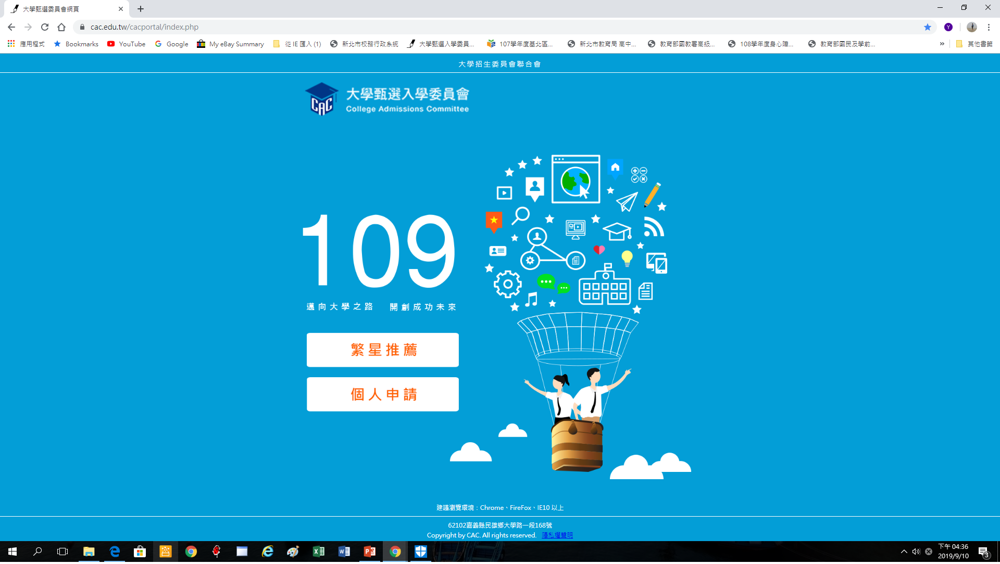 大學甄選委員會網頁
cac.edu.tw/cacportal/index.php
Y
應用程式 Bookmarks YouTube Google My eBay Summary 從 IE 匯入 (1) 新北市校務行政系統 大學甄選入學委員... 107學年度基北區... 新北市教育局 高中... 教育部國教署高級... 108學年度身心障... 教育部國民及學前... » 其他書籤
大學招生委員會聯合會
CAC
大學甄選入學委員會
College Admissions Committee
109
邁向大學之路 開創成功未來
繁星推薦
個人申請
建議瀏覽環境：Chrome、FireFox、IE10 以上
62102嘉義縣民雄鄉大學路一段168號
Copyright by CAC. All rights reserved. 隱私權聲明
下午 04:36
2019/9/10
3